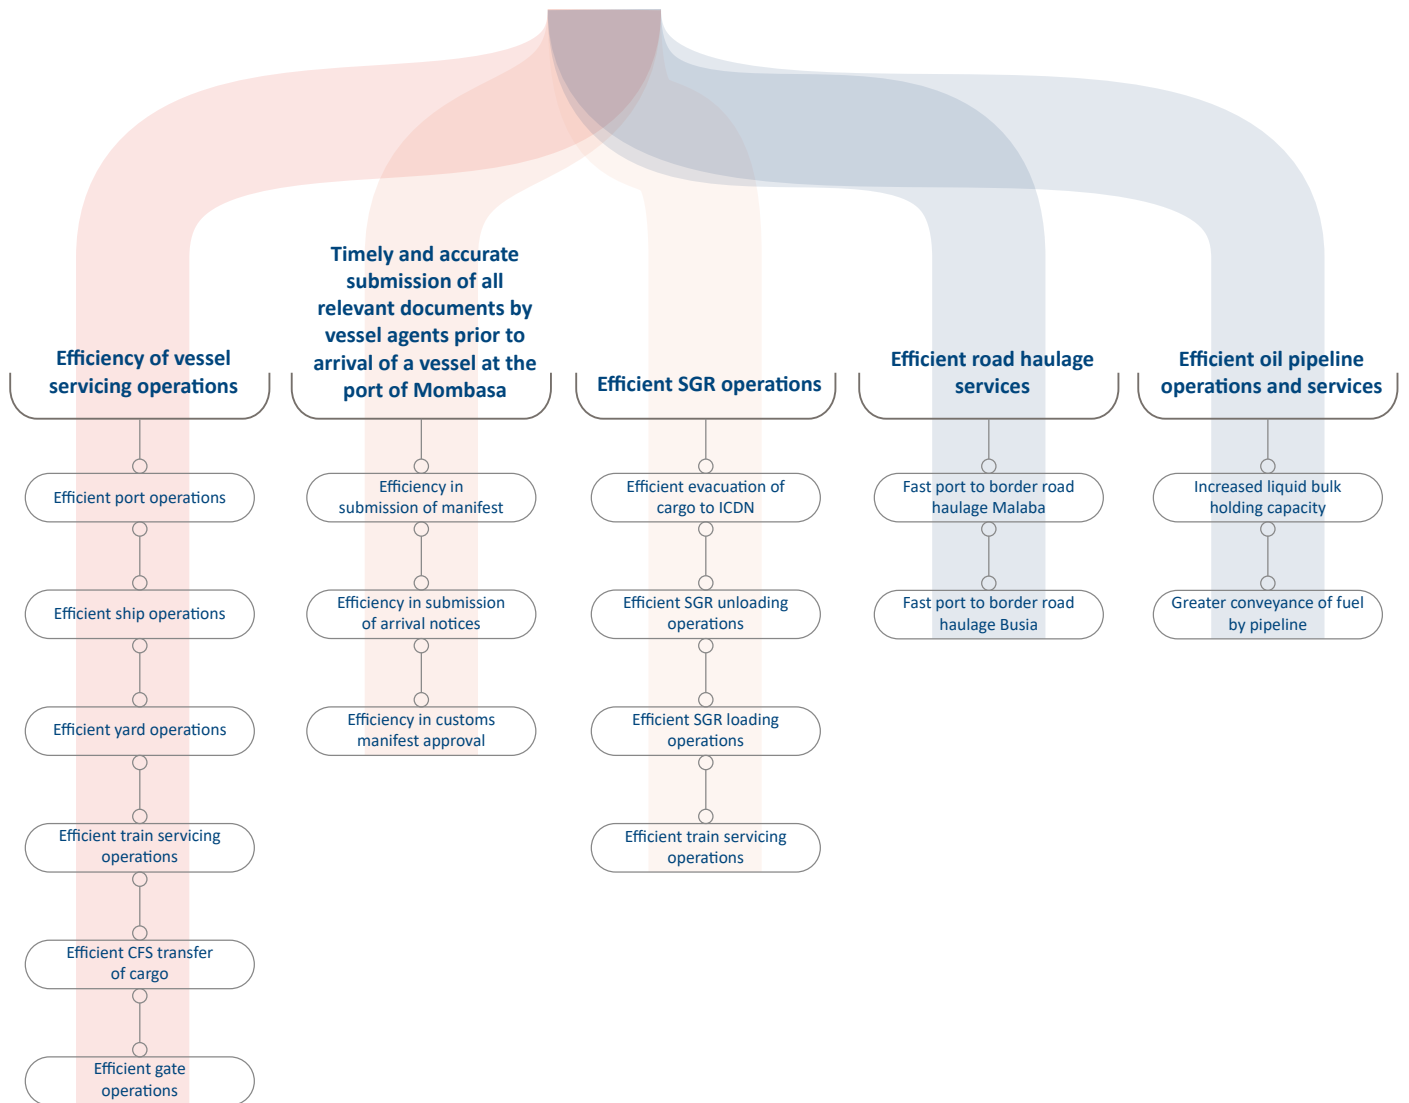 Efficiency of vessel
servicing operations
Efficient port operations
Efficient ship operations
Efficient yard operations
Efficient train servicing
operations
Efficient CFS transfer
of cargo
Efficient gate
operations
Timely and accurate
submission of all
relevant documents by
vessel agents prior to
arrival of a vessel at the
port of Mombasa
Efficiency in
submission of manifest
Efficiency in submission
of arrival notices
Efficiency in customs
manifest approval
Efficient SGR operations
Efficient evacuation of
cargo to ICDN
Efficient SGR unloading
operations
Efficient SGR loading
operations
Efficient train servicing
operations
Efficient road haulage
services
Fast port to border road
haulage Malaba
Fast port to border road
haulage Busia
Efficient oil pipeline
operations and services
Increased liquid bulk
holding capacity
Greater conveyance of fuel
by pipeline